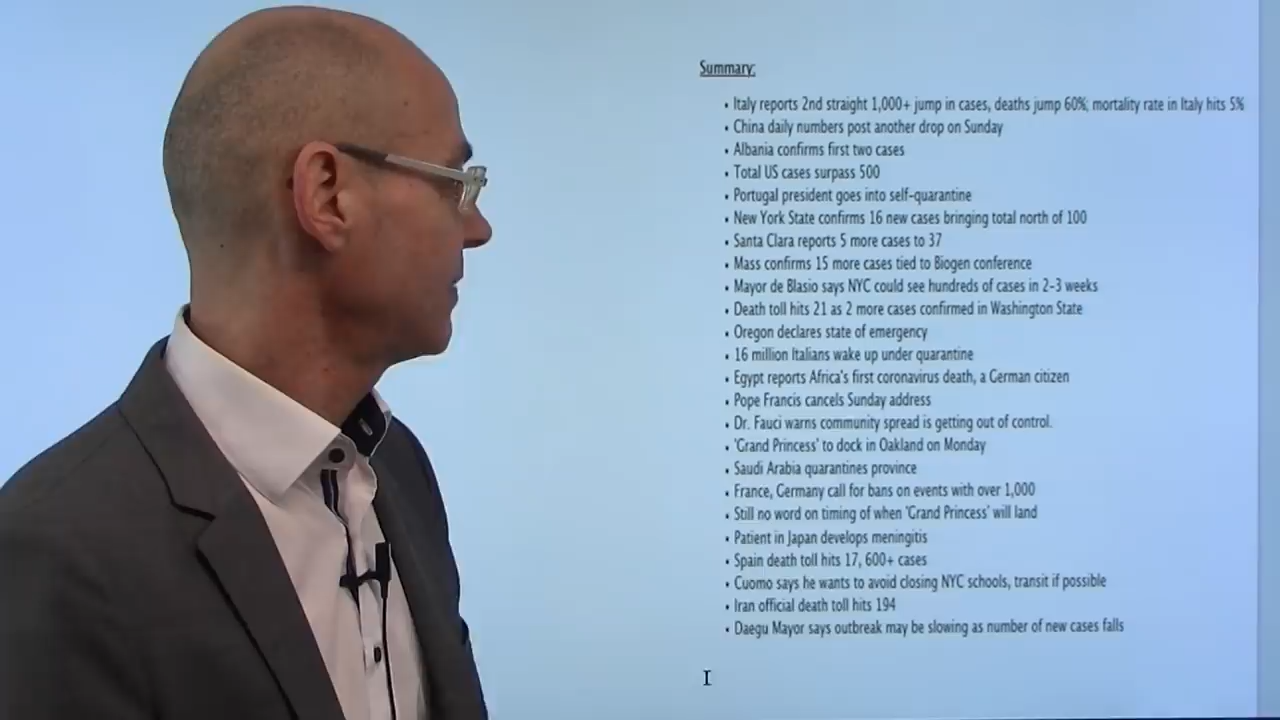 Summary:
• Italy reports 2nd straight 1,000+ jump in cases, deaths jump 60%; mortality rate in Italy hits 5%
• China daily numbers post another drop on Sunday
• Albania confirms first two cases
• Total US cases surpass 500
• Portugal president goes into self-quarantine
• New York State confirms 16 new cases bringing total north of 100
• Santa Clara reports 5 more cases to 37
• Mass confirms 15 more cases tied to Biogen conference
• Mayor de Blasio says NYC could see hundreds of cases in 2-3 weeks
• Death toll hits 21 as 2 more cases confirmed in Washington State
• Oregon declares state of emergency
• 16 million Italians wake up under quarantine
• Egypt reports Africa's first coronavirus death, a German citizen
• Pope Francis cancels Sunday address
• Dr. Fauci warns community spread is getting out of control.
• 'Grand Princess' to dock in Oakland on Monday
• Saudi Arabia quarantines province
• France, Germany call for bans on events with over 1,000
• Still no word on timing of when 'Grand Princess' will land
• Patient in Japan develops meningitis
• Spain death toll hits 17, 600+ cases
• Cuomo says he wants to avoid closing NYC schools, transit if possible
• Iran official death toll hits 194
• Daegu Mayor says outbreak may be slowing as number of new cases falls